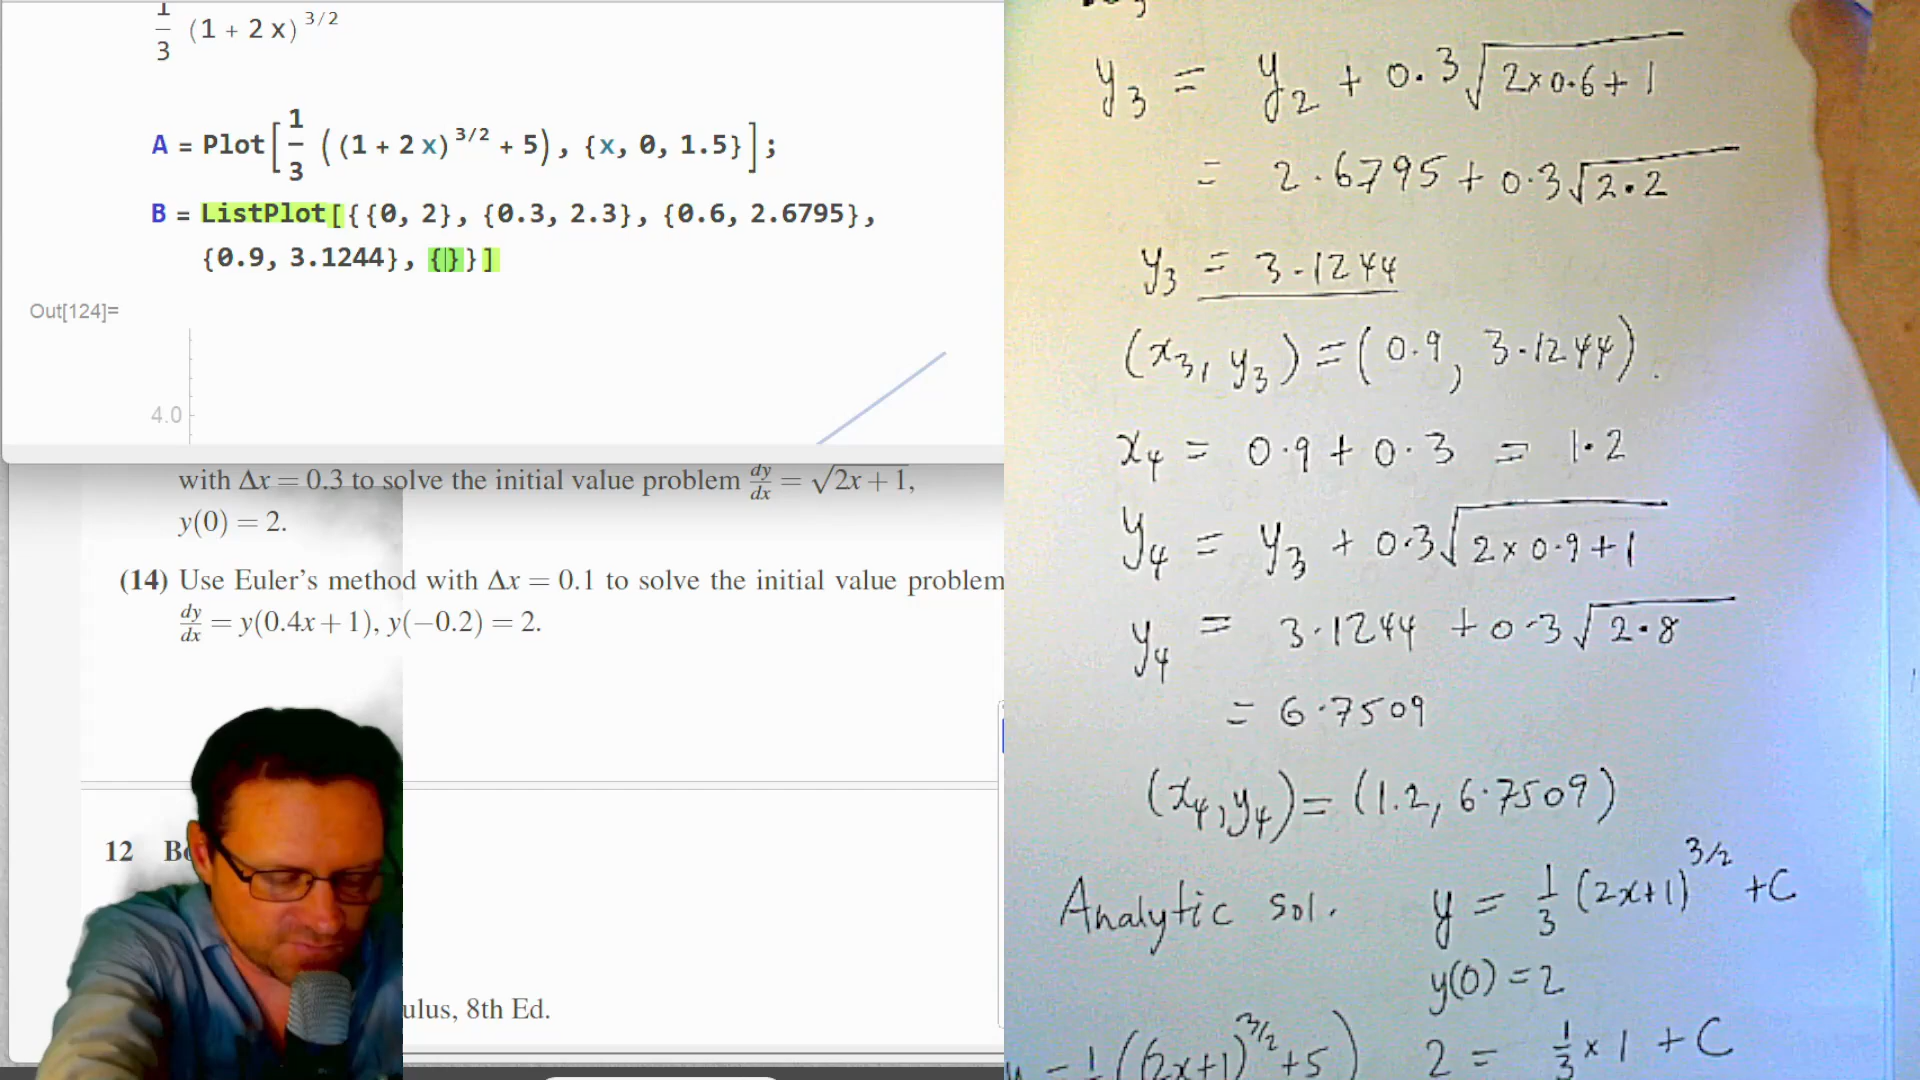 1/3 (1 + 2 x)^3/2
A = Plot[1/3 ((1 + 2 x)^3/2 + 5), {x, 0, 1.5}];
B = ListPlot[{{0, 2}, {0.3, 2.3}, {0.6, 2.6795},
{0.9, 3.1244}, {}}]
Out[124]=
4.0
with Δx = 0.3 to solve the initial value problem dy/dx = √2x+1,
y(0) = 2.
(14) Use Euler's method with Δx = 0.1 to solve the initial value problem
dy/dx = y(0.4x+1), y(−0.2) = 2.
12
ulus, 8th Ed.
y₃ = y₂ + 0.3√2×0.6+1
= 2.6795 + 0.3√2.2
y₃ = 3.1244
(x₃, y₃) = (0.9, 3.1244).
x₄ = 0.9 + 0.3 = 1.2
y₄ = y₃ + 0.3√2×0.9+1
y₄ = 3.1244 + 0.3√2.8
= 6.7509
(x₄, y₄) = (1.2, 6.7509)
Analytic sol. y = 1/3 (2x+1)^3/2 + C
y(0) = 2
y = 1/3 ((2x+1)^3/2 + 5) 2 = 1/3 × 1 + C